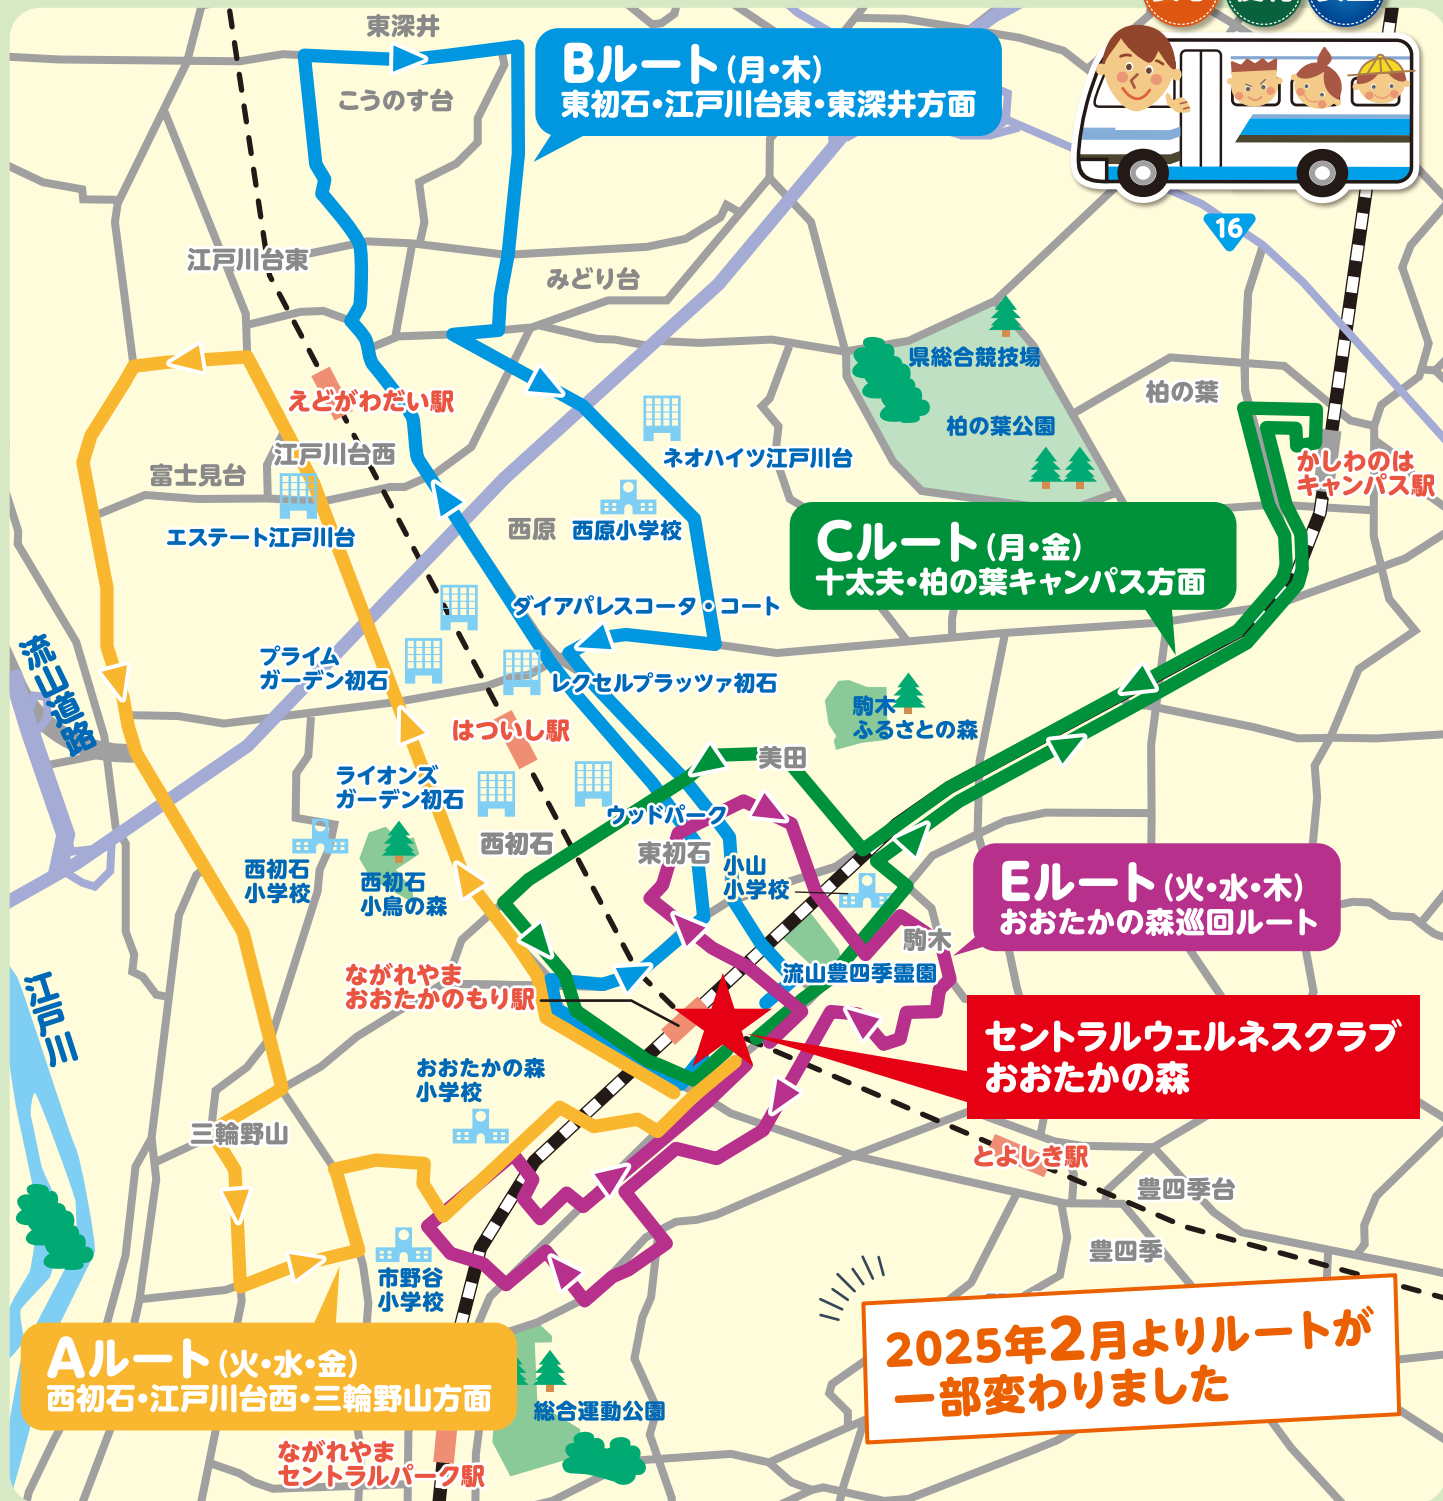 東深井
こうのす台
Bルート(月・木)
東初石・江戸川台東・東深井方面
16
江戸川台東
みどり台
県総合競技場
柏の葉公園
柏の葉
えどがわだい駅
江戸川台西
富士見台
エステート江戸川台
ネオハイツ江戸川台
西原
西原小学校
かしわのは
キャンパス駅
Cルート(月・金)
十太夫・柏の葉キャンパス方面
ダイアパレスコータ・コート
プライム
ガーデン初石
レクセルプラッツァ初石
流山道路
はついし駅
駒木
ふるさとの森
美田
ライオンズ
ガーデン初石
ウッドパーク
西初石
東初石
小山
小学校
西初石
小学校
西初石
小鳥の森
Eルート(火・水・木)
おおたかの森巡回ルート
駒木
流山豊四季霊園
ながれやま
おおたかのもり駅
江戸川
セントラルウェルネスクラブ
おおたかの森
おおたかの森
小学校
三輪野山
とよしき駅
豊四季台
豊四季
市野谷
小学校
Aルート(火・水・金)
西初石・江戸川台西・三輪野山方面
2025年2月よりルートが
一部変わりました
総合運動公園
ながれやま
セントラルパーク駅